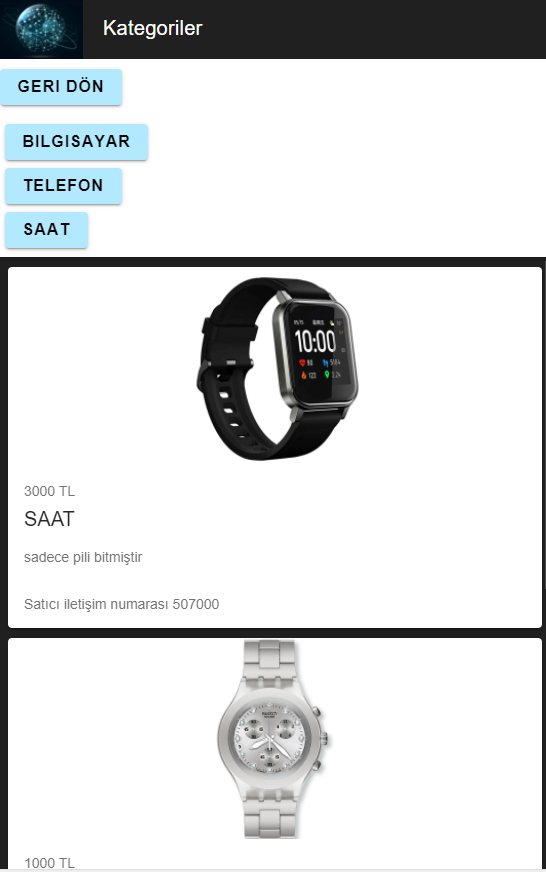 Kategoriler
GERI DÖN
BILGISAYAR
TELEFON
SAAT
10:00
3000 TL
SAAT
sadece pili bitmiştir
Satıcı iletişim numarası 507000
1000 TL